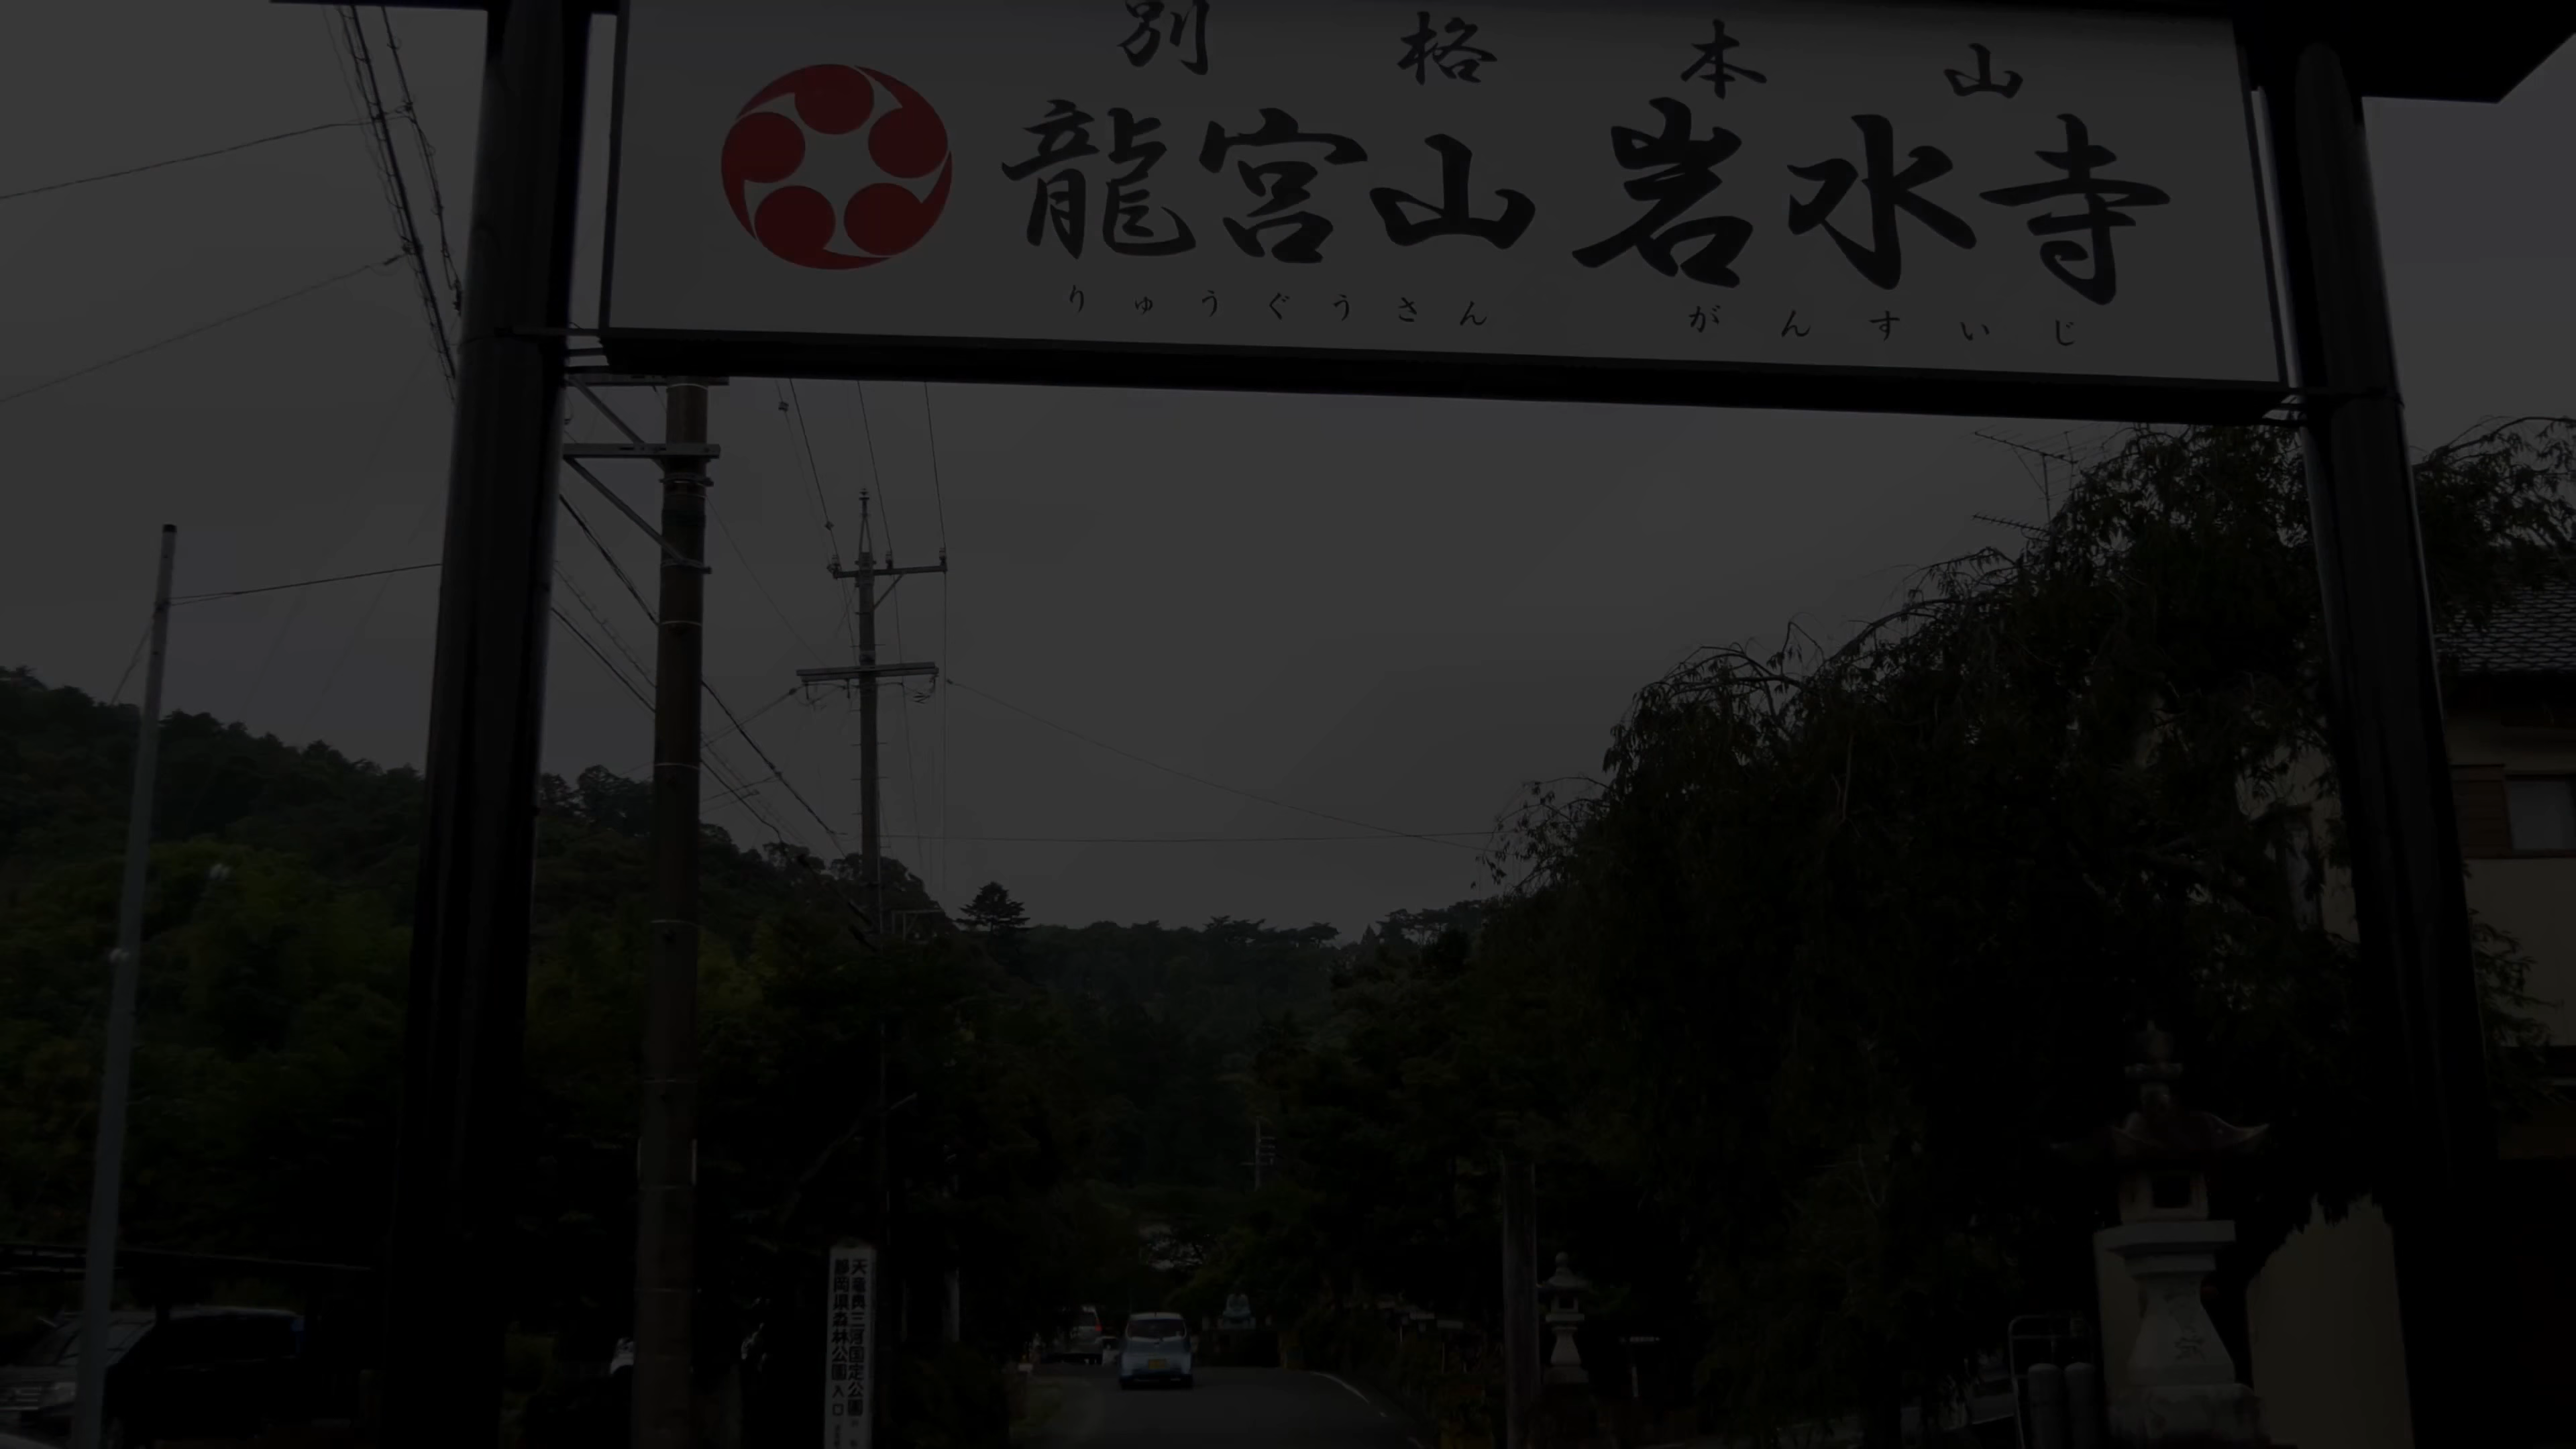 別格本山
龍宮山 岩水寺
りゅうぐうさん がんすいじ
天竜奥三河国定公園
静岡県森林公園入口